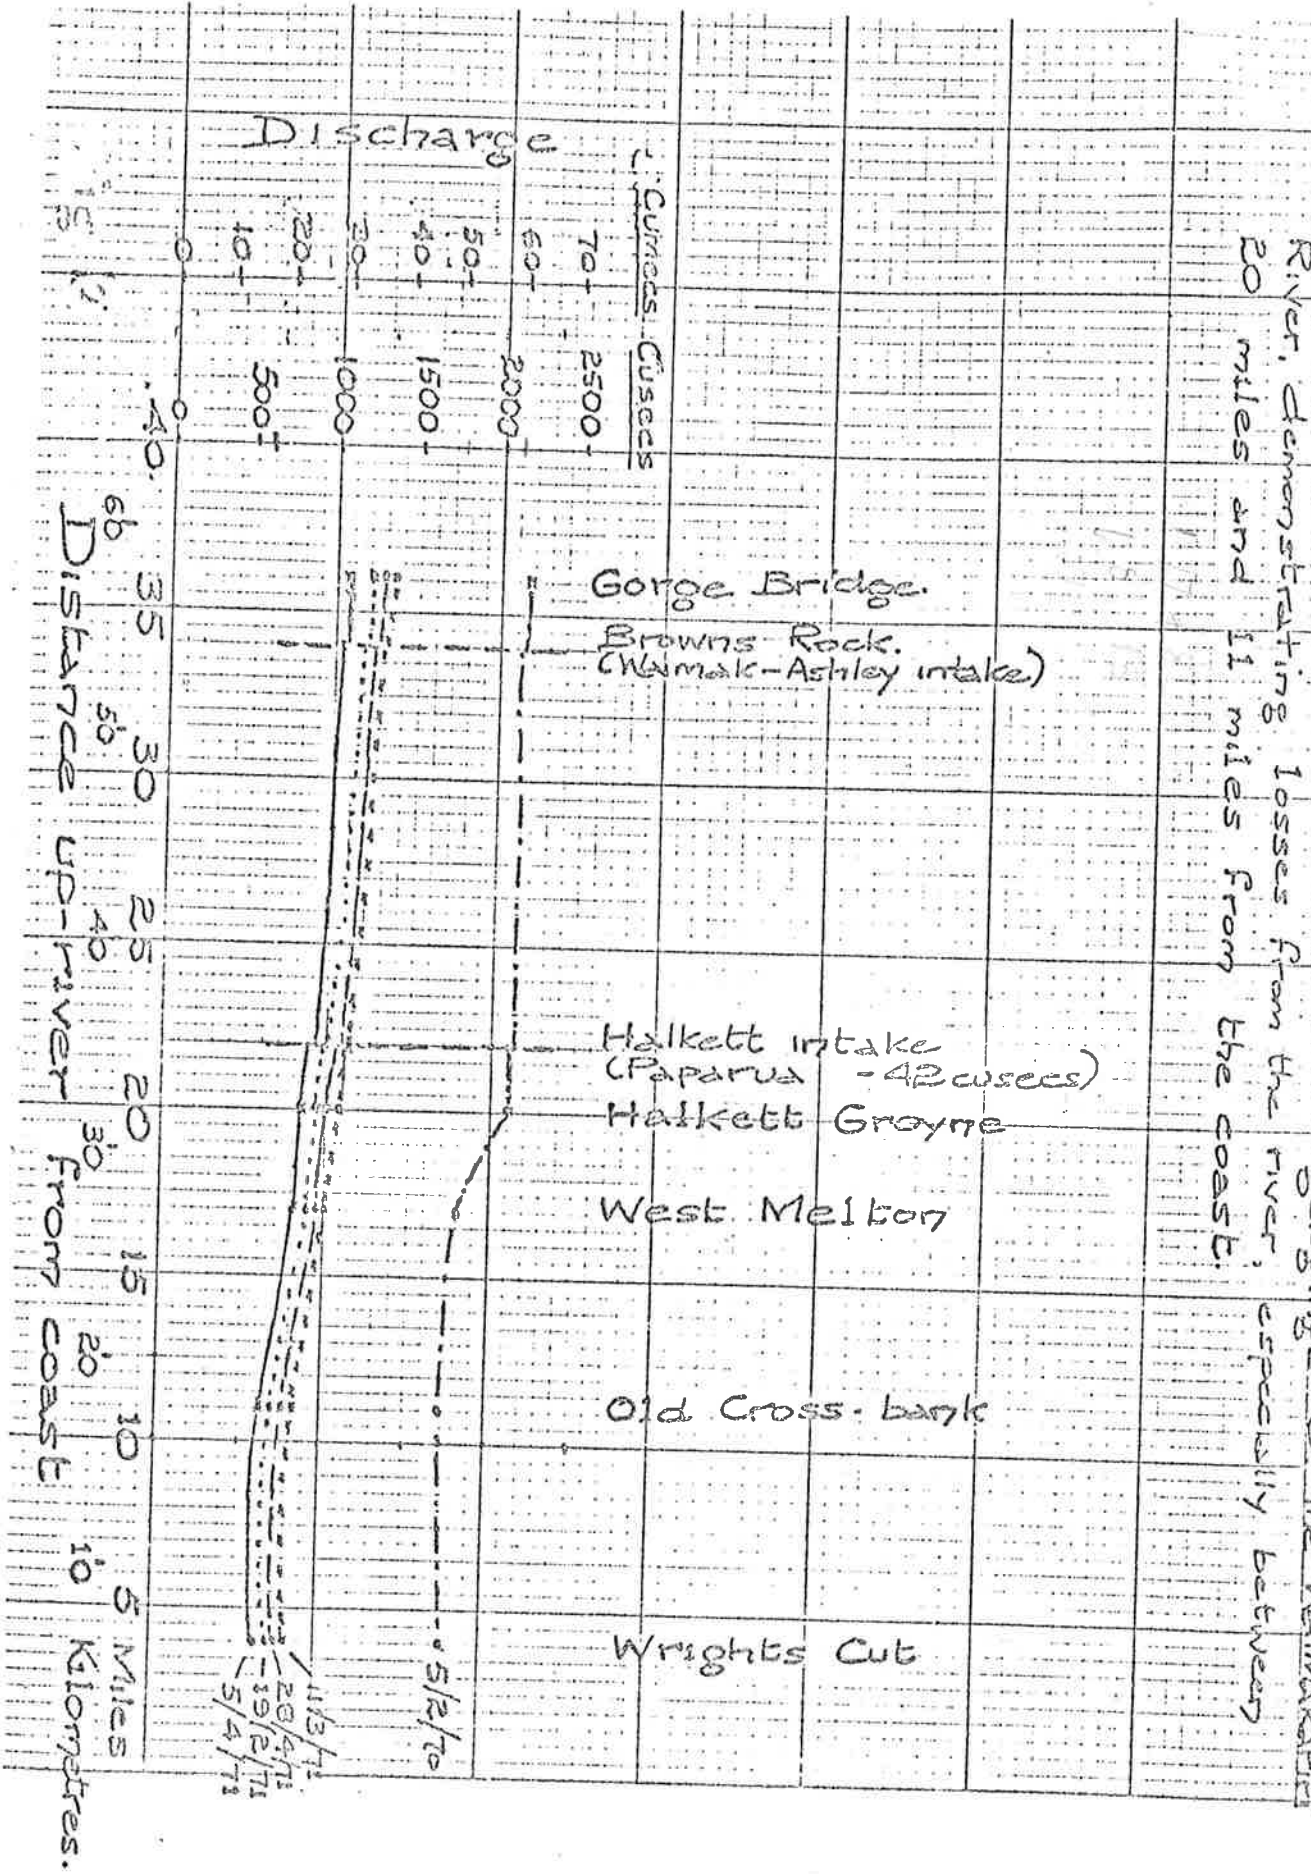 River, demonstrating losses from the river, especially between
20 miles and 11 miles from the coast.
Discharge
Cumecs Cusecs
70 2500
60 2000
50
40 1500
30 1000
20
10 500
0 0
Gorge Bridge.
Browns Rock.
(Waimak-Ashley intake)
Halkett intake
(Paparua -42 cusecs)
Halkett Groyne
West Melton
Old Cross-bank
Wrights Cut
5/2/70
11/3/71
28/4/71
19/2/71
5/4/71
40 35 30 25 20 15 10 5 Miles
60 50 40 30 20 10 Kilometres.
Distance up-river from coast